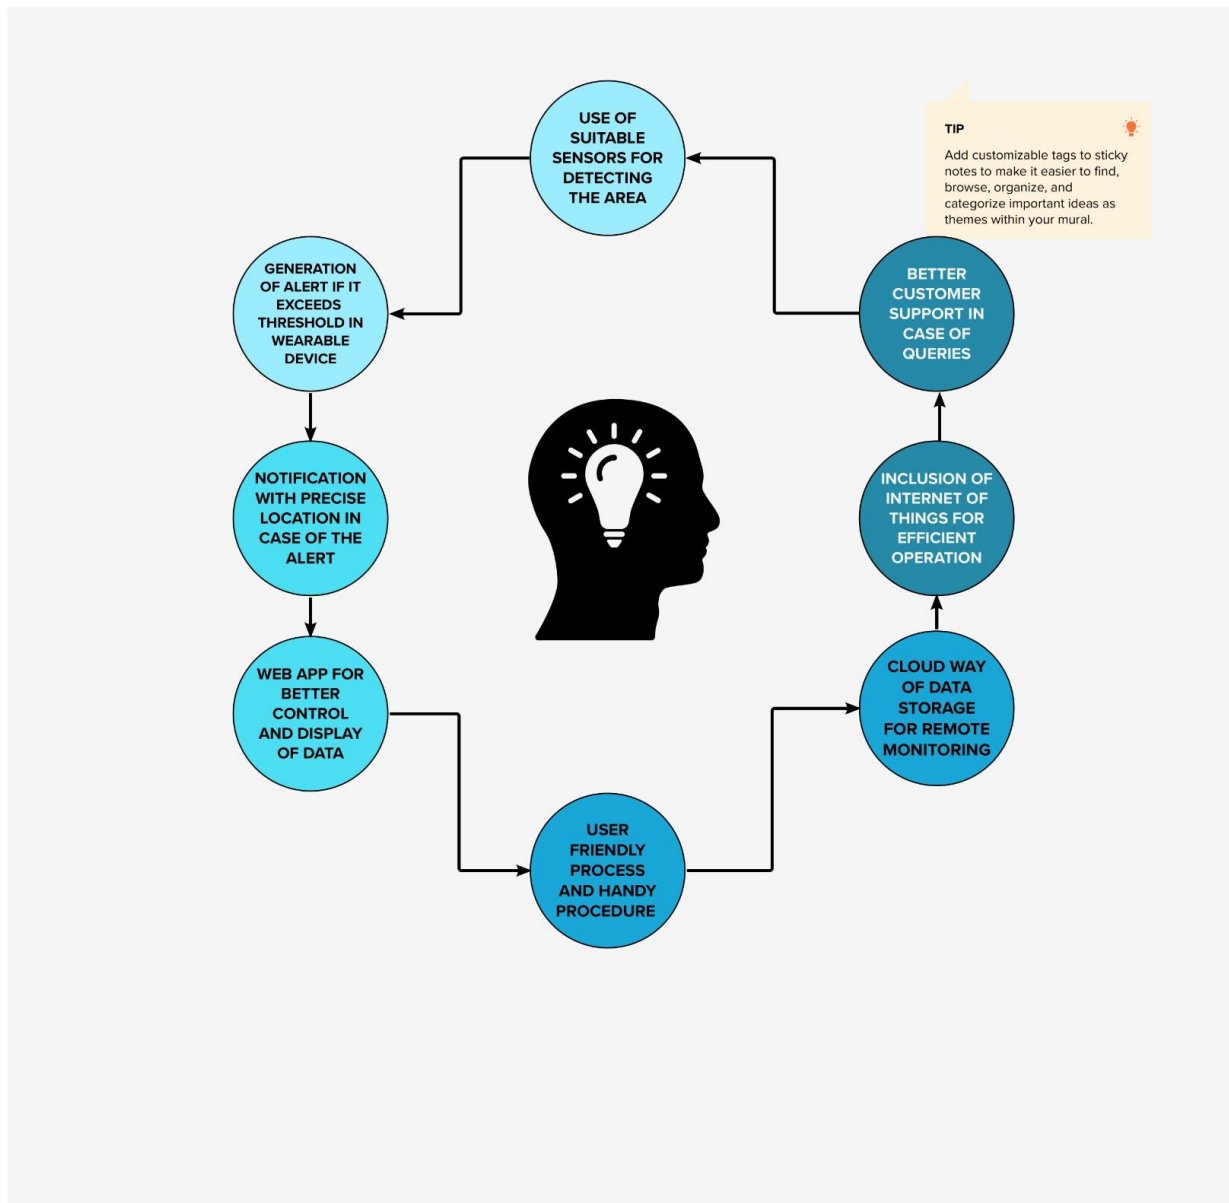 USE OF
SUITABLE
SENSORS FOR
DETECTING
THE AREA
TIP
Add customizable tags to sticky
notes to make it easier to find,
browse, organize, and
categorize important ideas as
themes within your mural.
GENERATION
OF ALERT IF IT
EXCEEDS
THRESHOLD IN
WEARABLE
DEVICE
BETTER
CUSTOMER
SUPPORT IN
CASE OF
QUERIES
NOTIFICATION
WITH PRECISE
LOCATION IN
CASE OF THE
ALERT
INCLUSION OF
INTERNET OF
THINGS FOR
EFFICIENT
OPERATION
WEB APP FOR
BETTER
CONTROL
AND DISPLAY
OF DATA
CLOUD WAY
OF DATA
STORAGE
FOR REMOTE
MONITORING
USER
FRIENDLY
PROCESS
AND HANDY
PROCEDURE